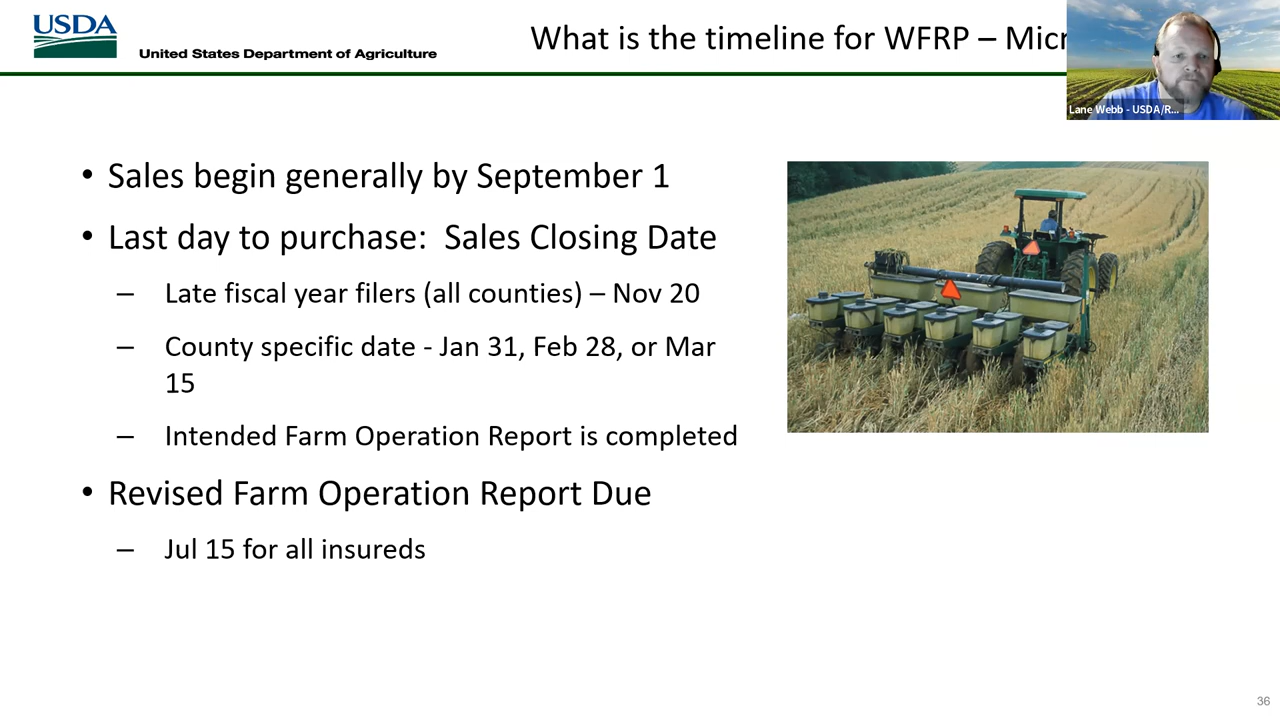 USDA
United States Department of Agriculture
What is the timeline for WFRP – Micr
Lane Webb - USDA/R...
• Sales begin generally by September 1
• Last day to purchase:  Sales Closing Date
– Late fiscal year filers (all counties) – Nov 20
– County specific date - Jan 31, Feb 28, or Mar
15
– Intended Farm Operation Report is completed
• Revised Farm Operation Report Due
– Jul 15 for all insureds
36